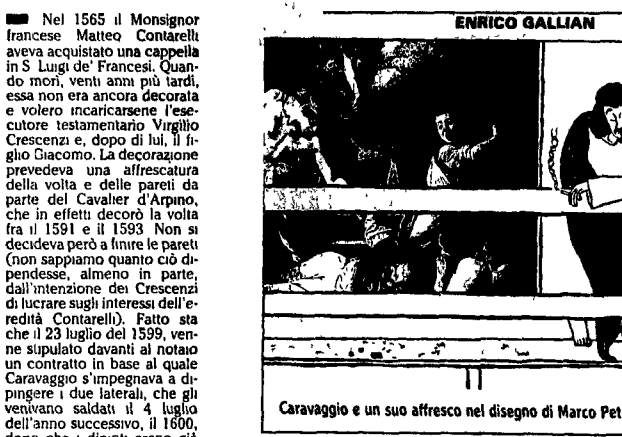 Nel 1565 il Monsignor
francese Matteo Contarelli
aveva acquistato una cappella
in S Luigi de' Francesi. Quan-
do morì, venti anni più tardi,
essa non era ancora decorata
e volero incaricarsene l'ese-
cutore testamentario Virgilio
Crescenzi e, dopo di lui, il fi-
glio Giacomo. La decorazione
prevedeva una affrescatura
della volta e delle pareti da
parte del Cavalier d'Arpino,
che in effetti decorò la volta
fra il 1591 e il 1593 Non si
decideva però a finire le pareti
(non sappiamo quanto ciò di-
pendesse, almeno in parte,
dall'intenzione dei Crescenzi
di lucrare sugli interessi dell'e-
redità Contarelli). Fatto sta
che il 23 luglio del 1599, ven-
ne stipulato davanti al notaio
un contratto in base al quale
Caravaggio s'impegnava a di-
pingere i due laterali, che gli
venivano saldati il 4 luglio
dell'anno successivo, il 1600,
ENRICO GALLIAN
Caravaggio e un suo affresco nel disegno di Marco Pet